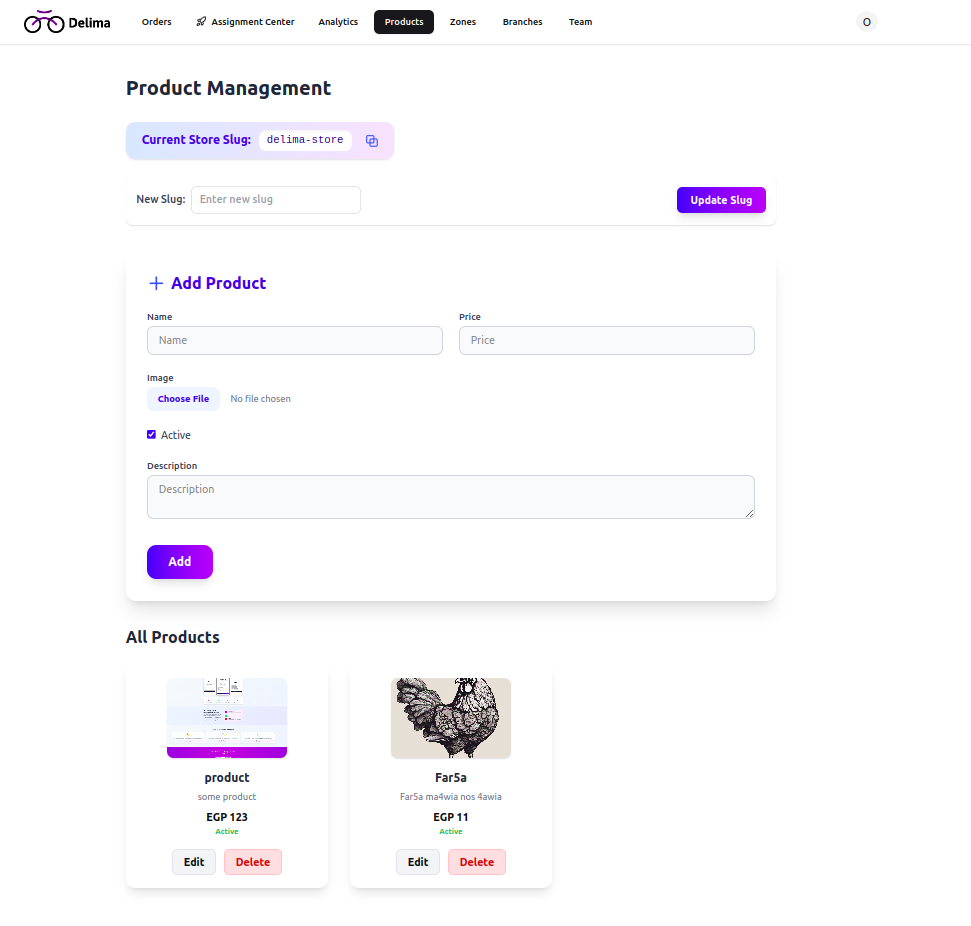 Delima Orders Assignment Center Analytics Products Zones Branches Team O
Product Management
Current Store Slug: delima-store
New Slug: Enter new slug Update Slug
Add Product
Name Price
Name Price
Image
Choose File No file chosen
Active
Description
Description
Add
All Products
product Far5a
some product Far5a ma4wia nos 4awia
EGP 123 EGP 11
Active Active
Edit Delete Edit Delete